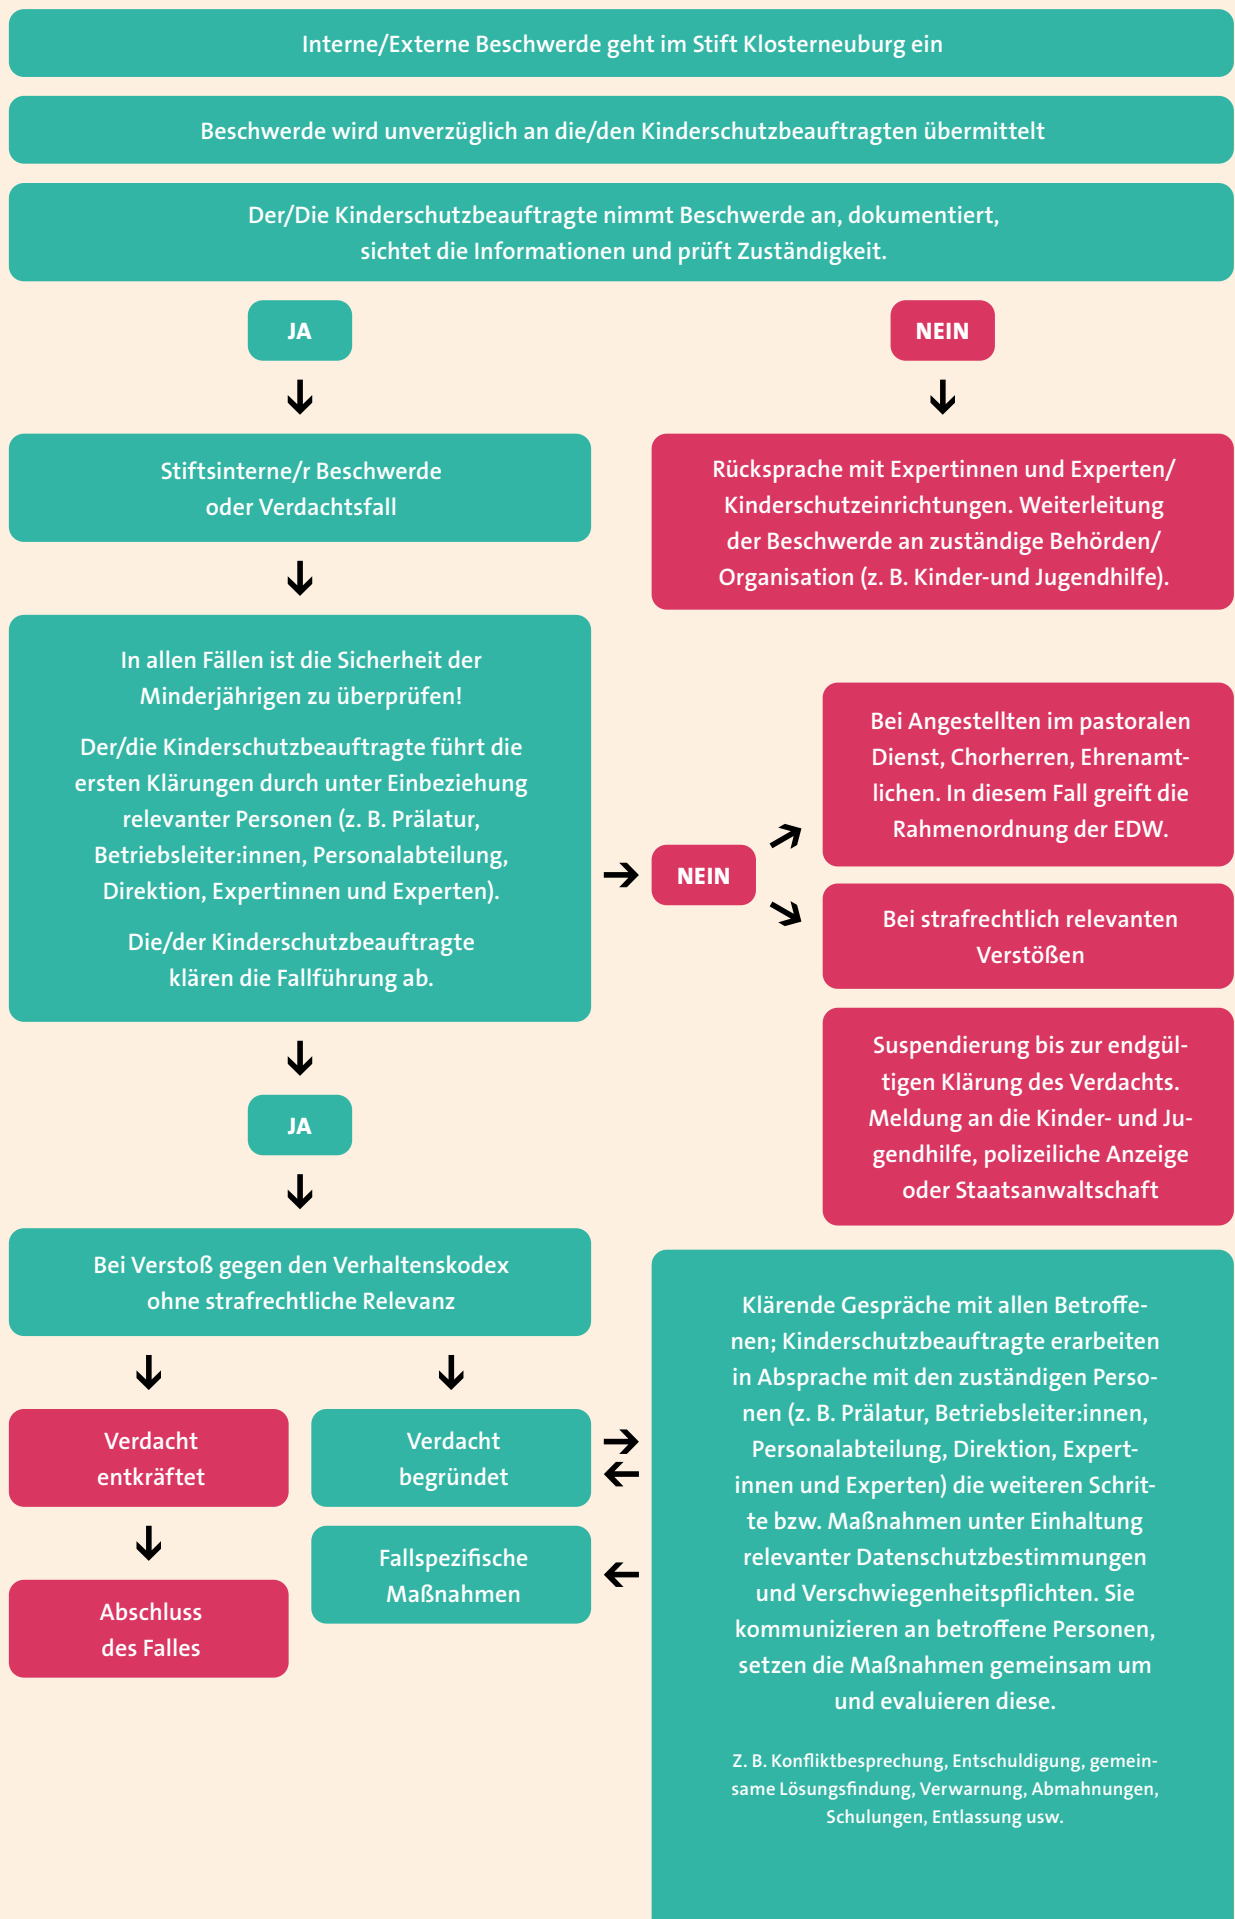 Interne/Externe Beschwerde geht im Stift Klosterneuburg ein
Beschwerde wird unverzüglich an die/den Kinderschutzbeauftragten übermittelt
Der/Die Kinderschutzbeauftragte nimmt Beschwerde an, dokumentiert,
sichtet die Informationen und prüft Zuständigkeit.
JA
NEIN
Stiftsinterne/r Beschwerde
oder Verdachtsfall
Rücksprache mit Expertinnen und Experten/
Kinderschutzeinrichtungen. Weiterleitung
der Beschwerde an zuständige Behörden/
Organisation (z. B. Kinder-und Jugendhilfe).
In allen Fällen ist die Sicherheit der
Minderjährigen zu überprüfen!
Der/die Kinderschutzbeauftragte führt die
ersten Klärungen durch unter Einbeziehung
relevanter Personen (z. B. Prälatur,
Betriebsleiter:innen, Personalabteilung,
Direktion, Expertinnen und Experten).
Die/der Kinderschutzbeauftragte
klären die Fallführung ab.
NEIN
Bei Angestellten im pastoralen
Dienst, Chorherren, Ehrenamt-
lichen. In diesem Fall greift die
Rahmenordnung der EDW.
Bei strafrechtlich relevanten
Verstößen
Suspendierung bis zur endgül-
tigen Klärung des Verdachts.
Meldung an die Kinder- und Ju-
gendhilfe, polizeiliche Anzeige
oder Staatsanwaltschaft
JA
Bei Verstoß gegen den Verhaltenskodex
ohne strafrechtliche Relevanz
Verdacht
entkräftet
Verdacht
begründet
Fallspezifische
Maßnahmen
Abschluss
des Falles
Klärende Gespräche mit allen Betroffe-
nen; Kinderschutzbeauftragte erarbeiten
in Absprache mit den zuständigen Perso-
nen (z. B. Prälatur, Betriebsleiter:innen,
Personalabteilung, Direktion, Expert-
innen und Experten) die weiteren Schrit-
te bzw. Maßnahmen unter Einhaltung
relevanter Datenschutzbestimmungen
und Verschwiegenheitspflichten. Sie
kommunizieren an betroffene Personen,
setzen die Maßnahmen gemeinsam um
und evaluieren diese.
Z. B. Konfliktbesprechung, Entschuldigung, gemein-
same Lösungsfindung, Verwarnung, Abmahnungen,
Schulungen, Entlassung usw.